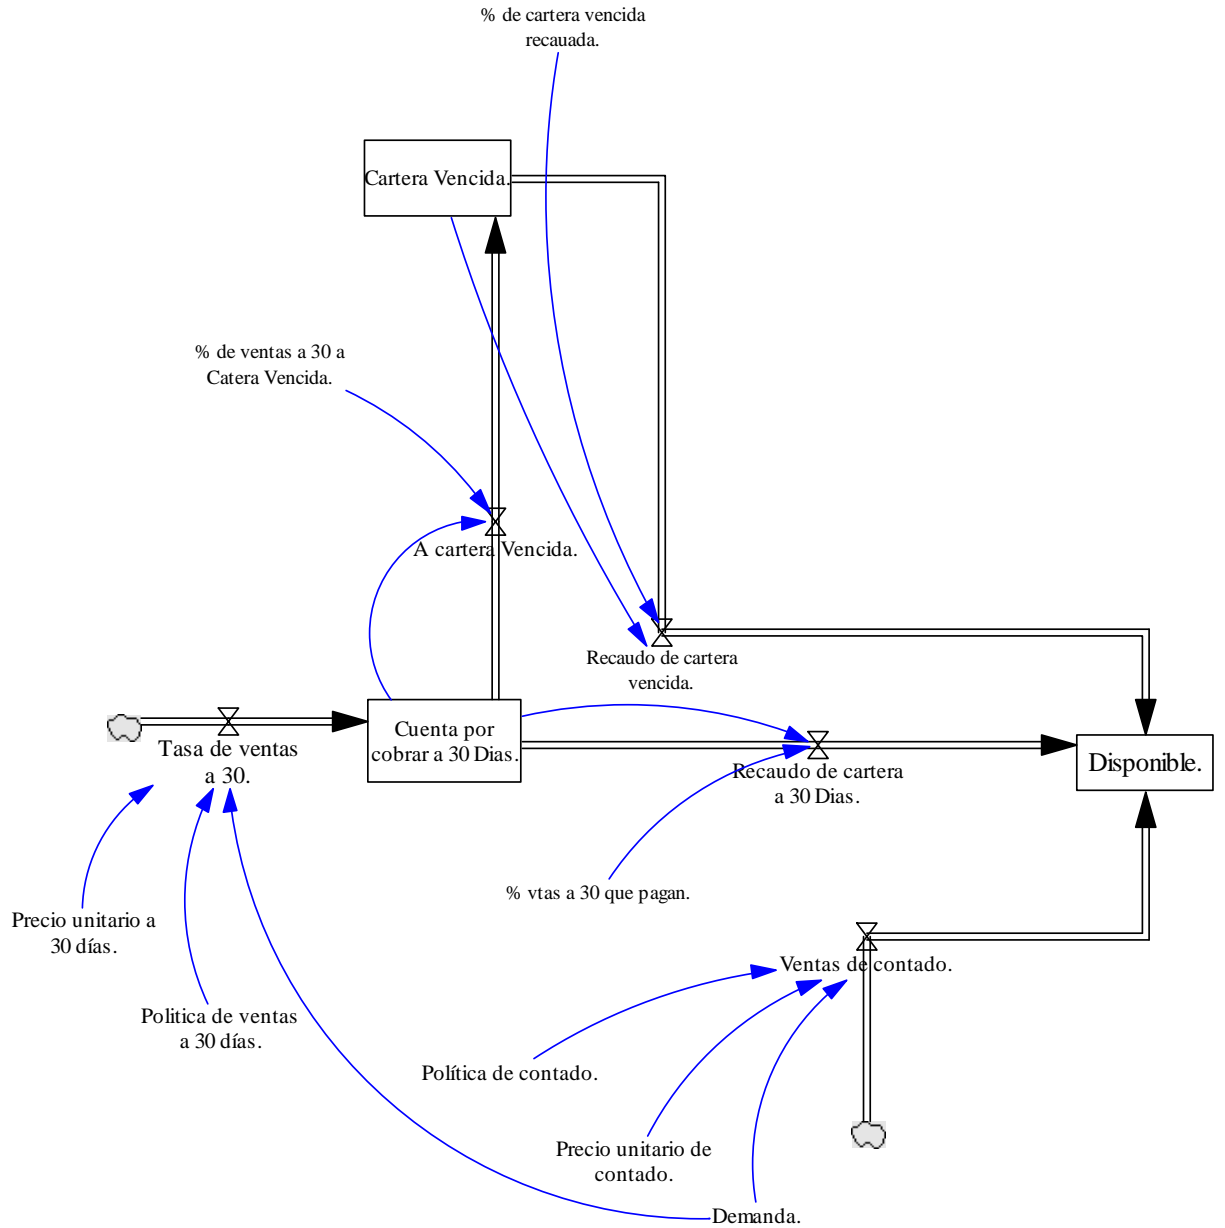 % de cartera vencida
recauada.
Cartera Vencida.
% de ventas a 30 a
Catera Vencida.
A cartera Vencida.
Recaudo de cartera
vencida.
Cuenta por
cobrar a 30 Dias.
Tasa de ventas
a 30.
Recaudo de cartera
a 30 Dias.
Disponible.
% vtas a 30 que pagan.
Precio unitario a
30 días.
Politica de ventas
a 30 días.
Ventas de contado.
Política de contado.
Precio unitario de
contado.
Demanda.